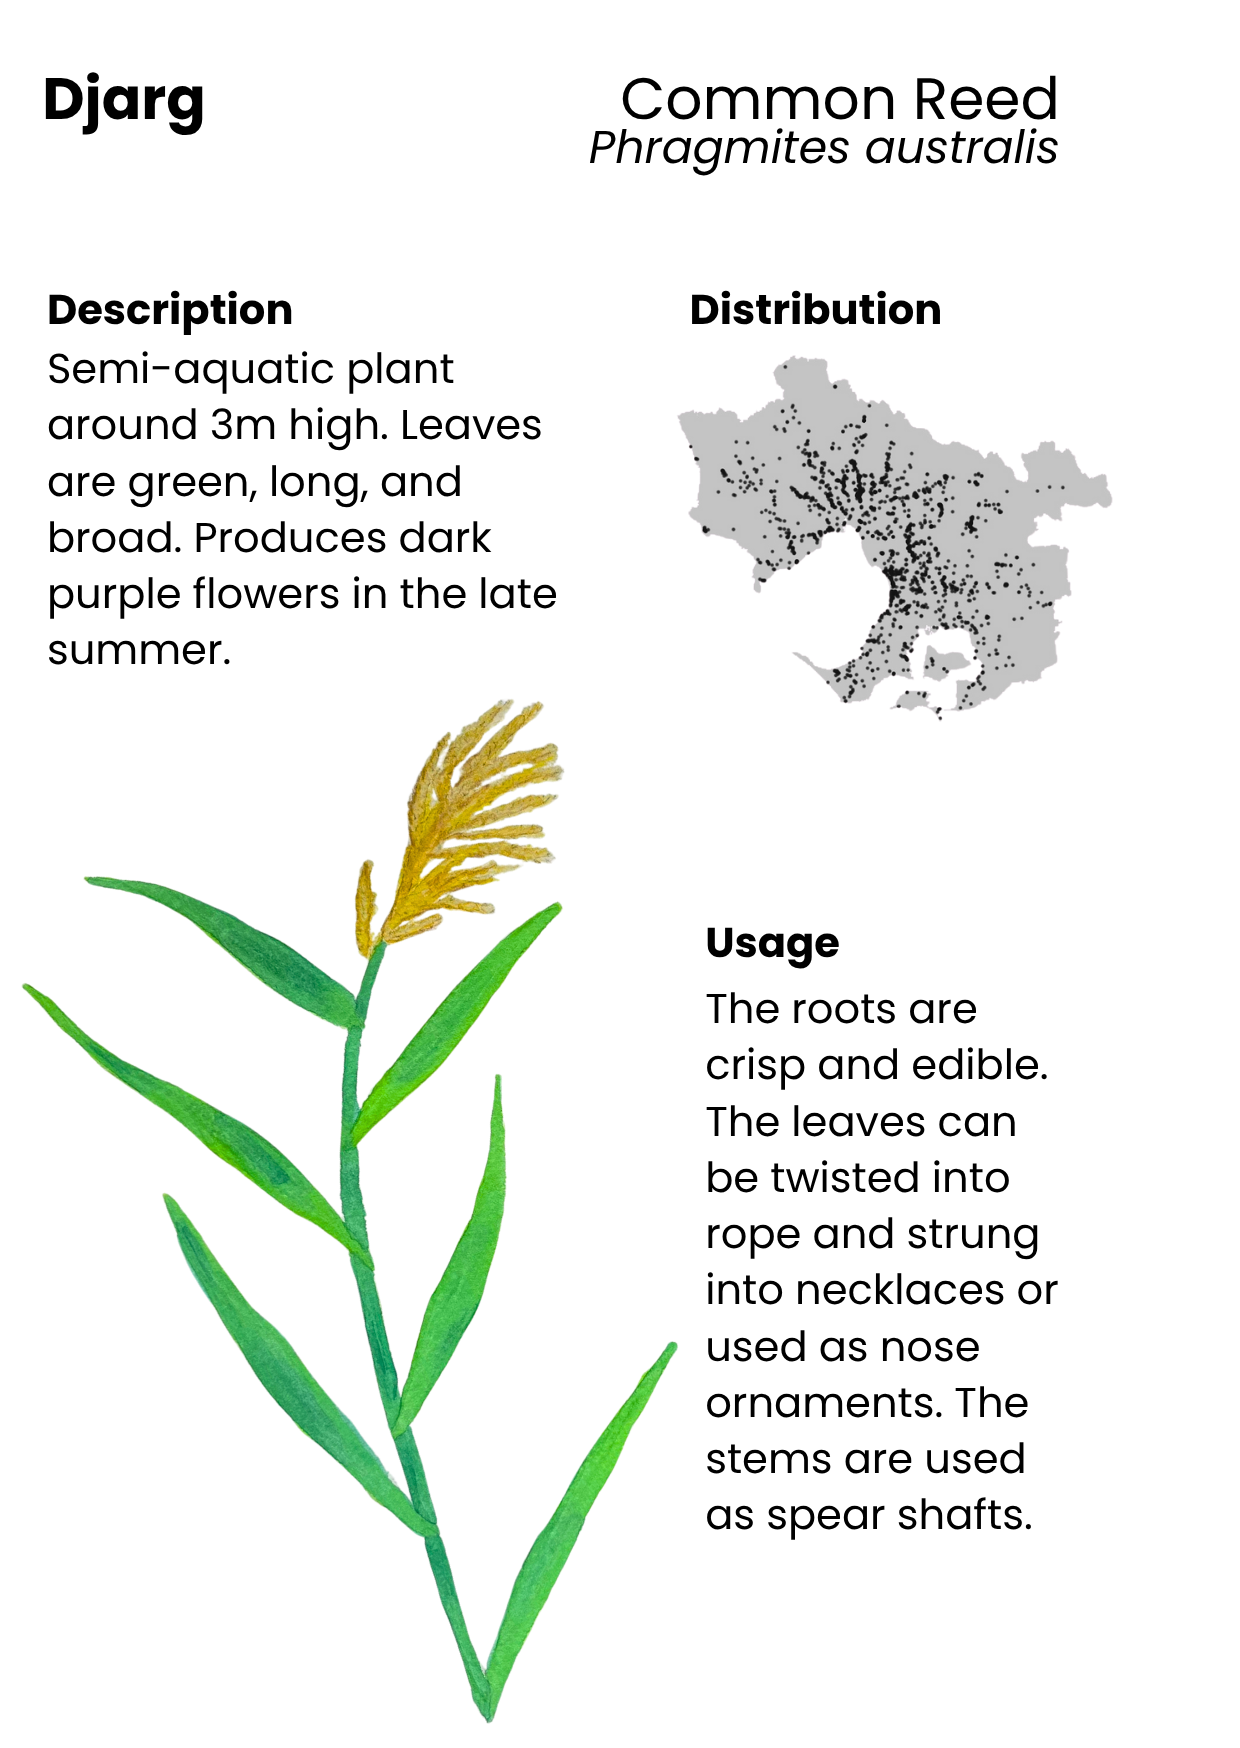 Djarg
Common Reed
Phragmites australis
Description
Semi-aquatic plant
around 3m high. Leaves
are green, long, and
broad. Produces dark
purple flowers in the late
summer.
Distribution
Usage
The roots are
crisp and edible.
The leaves can
be twisted into
rope and strung
into necklaces or
used as nose
ornaments. The
stems are used
as spear shafts.